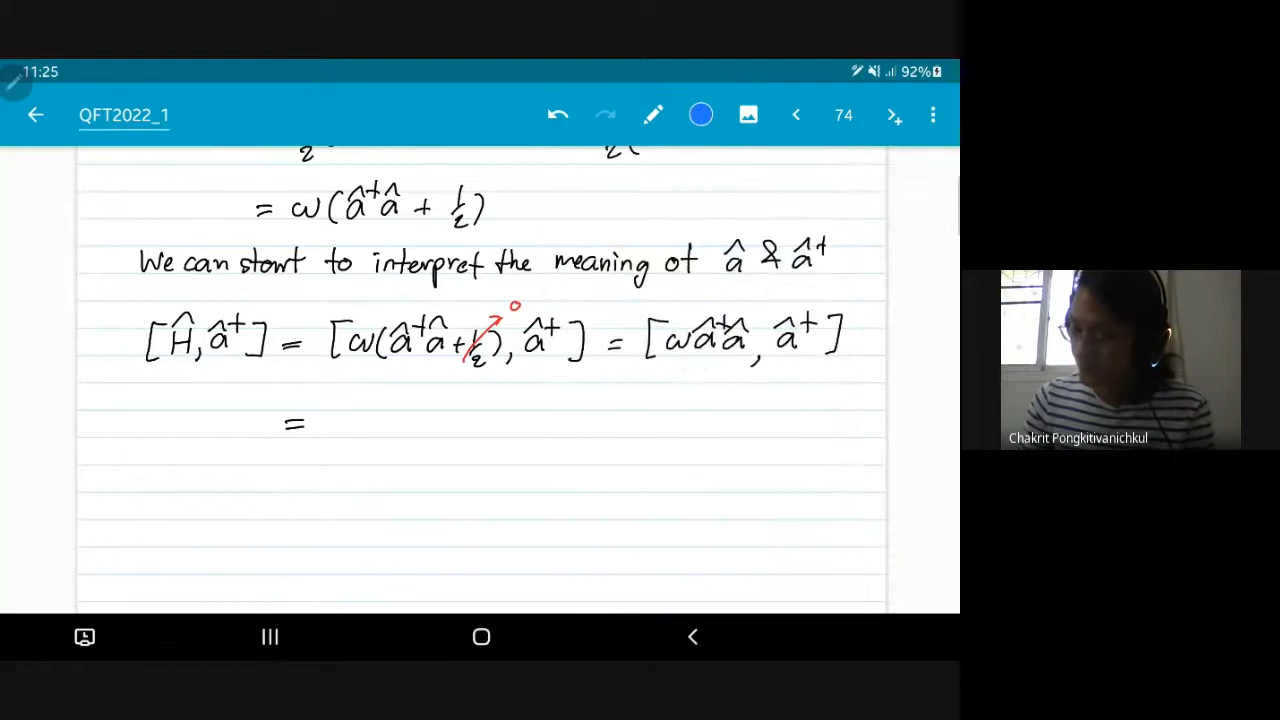 11:25
92%
QFT2022_1
74
= ω(â†â + 1/2)
We can start to interpret the meaning of â & â†
[Ĥ, â†] = [ω(â†â + 1/2), â†] = [ωâ†â, â†]
0
=
Chakrit Pongkitivanichkul